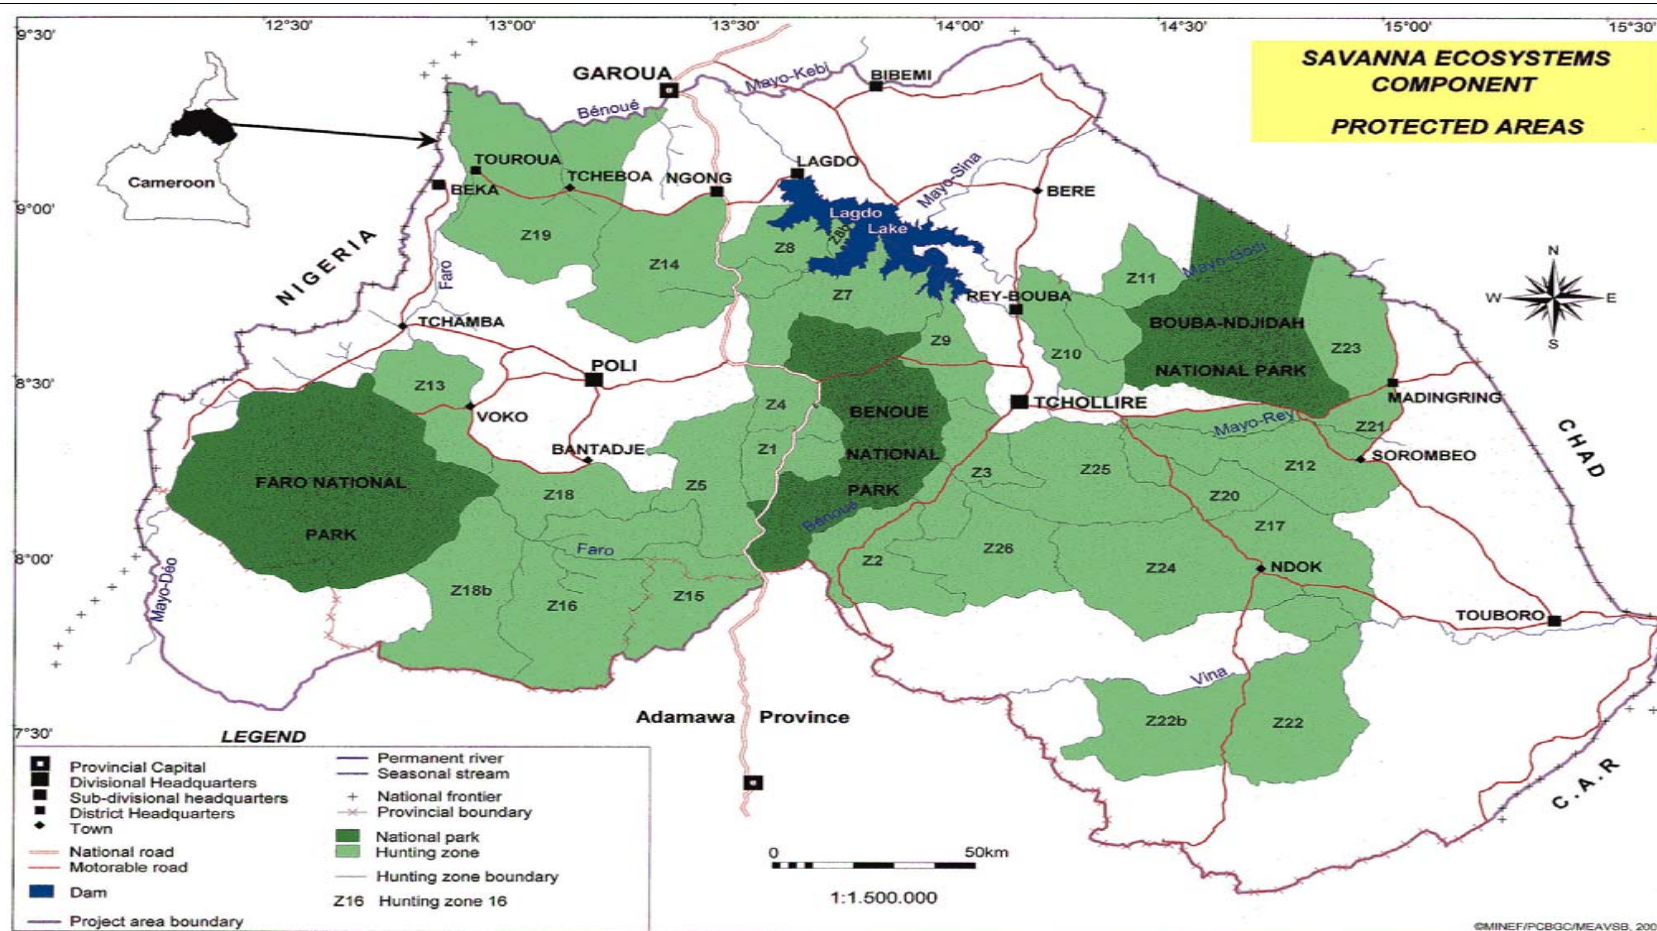 12°30' 13°00' 13°30' 14°00' 14°30' 15°00' 15°30'
9°30'
SAVANNA ECOSYSTEMS
COMPONENT
PROTECTED AREAS
GAROUA
Mayo-Kebi
BIBEMI
Bénoué
Cameroon
TOUROUA
TCHEBOA
NGONG
LAGDO
BEKA
Mayo-Sina
BERE
9°00'
Lagdo
Lake
Z19
Z8
Z8b
NIGERIA
Faro
Z14
Z7
Z11
Mayo-Godi
N
W
E
S
REY-BOUBA
TCHAMBA
BOUBA-NDJIDAH
NATIONAL PARK
Z9
Z10
Z23
POLI
8°30'
Z13
VOKO
Z4
BENOUE
NATIONAL
PARK
TCHOLLIRE
MADINGRING
Mayo-Rey
Z21
BANTADJE
Z1
SOROMBEO
CHAD
FARO NATIONAL
PARK
Z18
Z5
Z3
Z25
Z12
Z20
Bénoué
Z17
8°00'
Faro
Z2
Z26
Z24
NDOK
Mayo-Déo
Z18b
Z16
Z15
TOUBORO
Vina
Adamawa Province
Z22b
Z22
7°30'
C.A.R
LEGEND
Provincial Capital
Divisional Headquarters
Sub-divisional headquarters
District Headquarters
Town
National road
Motorable road
Dam
Project area boundary
Permanent river
Seasonal stream
National frontier
Provincial boundary
National park
Hunting zone
Hunting zone boundary
Z16 Hunting zone 16
0 50km
1:1.500.000
©MINEF/PCBGC/MEAVSB, 200